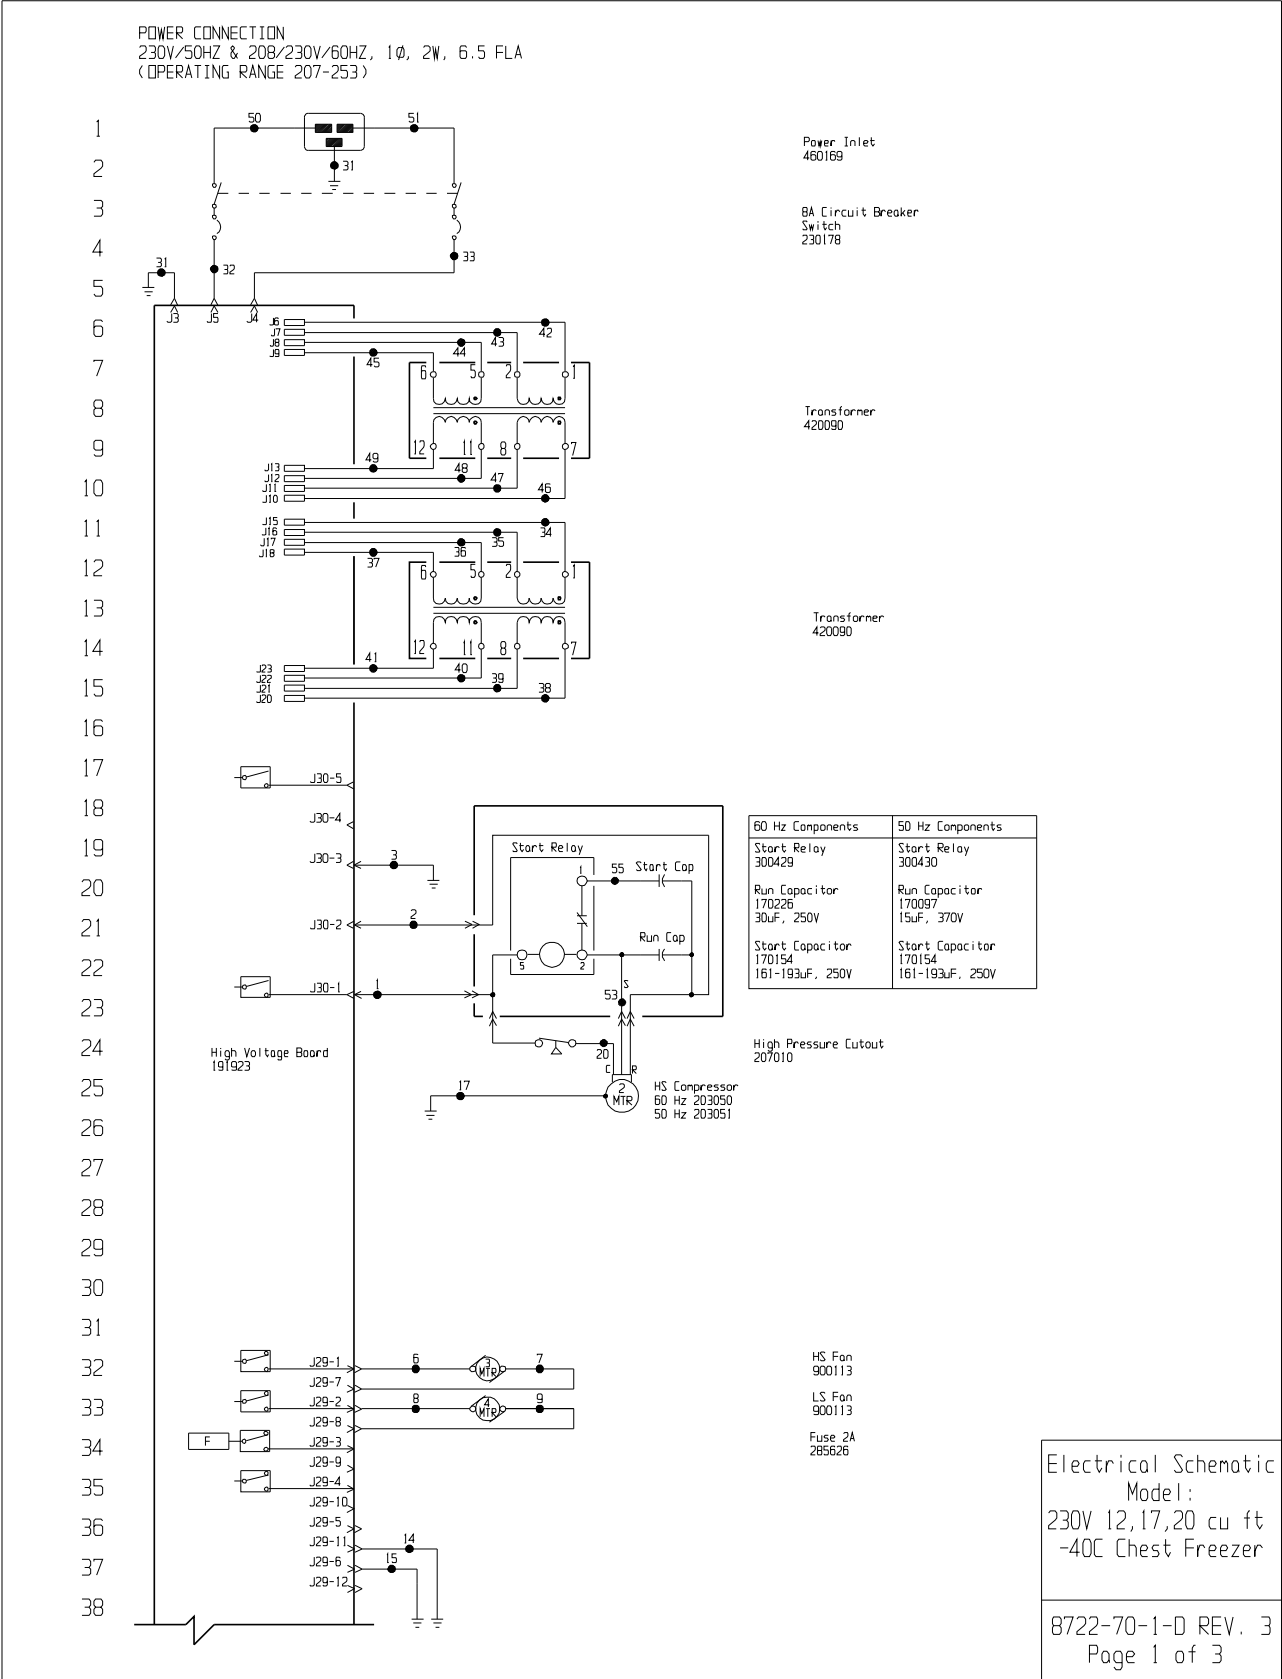 POWER CONNECTION
230V/50HZ & 208/230V/60HZ, 1Ø, 2W, 6.5 FLA
(OPERATING RANGE 207-253)
1
50
51
Power Inlet
460169
2
31
3
8A Circuit Breaker
Switch
230178
4
31
32
33
5
J3
J5
J4
6
J6
42
J7
43
J8
44
J9
45
7
6
5
2
1
8
Transformer
420090
9
12
11
8
7
J13
49
J12
48
J11
47
J10
46
10
11
J15
34
J16
35
J17
36
J18
37
12
6
5
2
1
13
Transformer
420090
14
12
11
8
7
J23
41
J22
40
J21
39
J20
38
15
16
17
J30-5
18
J30-4
60 Hz Components
50 Hz Components
19
J30-3
3
Start Relay
Start Relay
300429
Start Relay
300430
20
1
55
Start Cap
Run Capacitor
170226
30uF, 250V
Run Capacitor
170097
15uF, 370V
21
J30-2
2
Run Cap
22
5
2
Start Capacitor
170154
161-193uF, 250V
Start Capacitor
170154
161-193uF, 250V
J30-1
1
S
53
23
24
High Voltage Board
191923
20
High Pressure Cutout
207010
C
R
25
17
2
MTR
HS Compressor
60 Hz 203050
50 Hz 203051
26
27
28
29
30
31
32
J29-1
6
3
MTR
7
HS Fan
900113
J29-7
33
J29-2
8
4
MTR
9
LS Fan
900113
J29-8
34
F
J29-3
Fuse 2A
285626
J29-9
35
J29-4
J29-10
36
J29-5
J29-11
14
37
J29-6
15
J29-12
38
Electrical Schematic
Model:
230V 12,17,20 cu ft
-40C Chest Freezer
8722-70-1-D REV. 3
Page 1 of 3